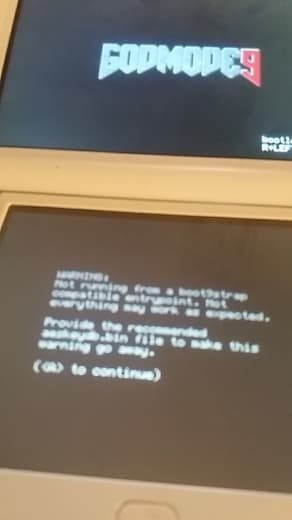 GODMODE9
R+LEF
WARNING:
Not running from a boot9strap
compatible entrypoint. Not
everything may work as expected.
Provide the recommended
aeskeydb.bin file to make this
warning go away.
(<A> to continue)